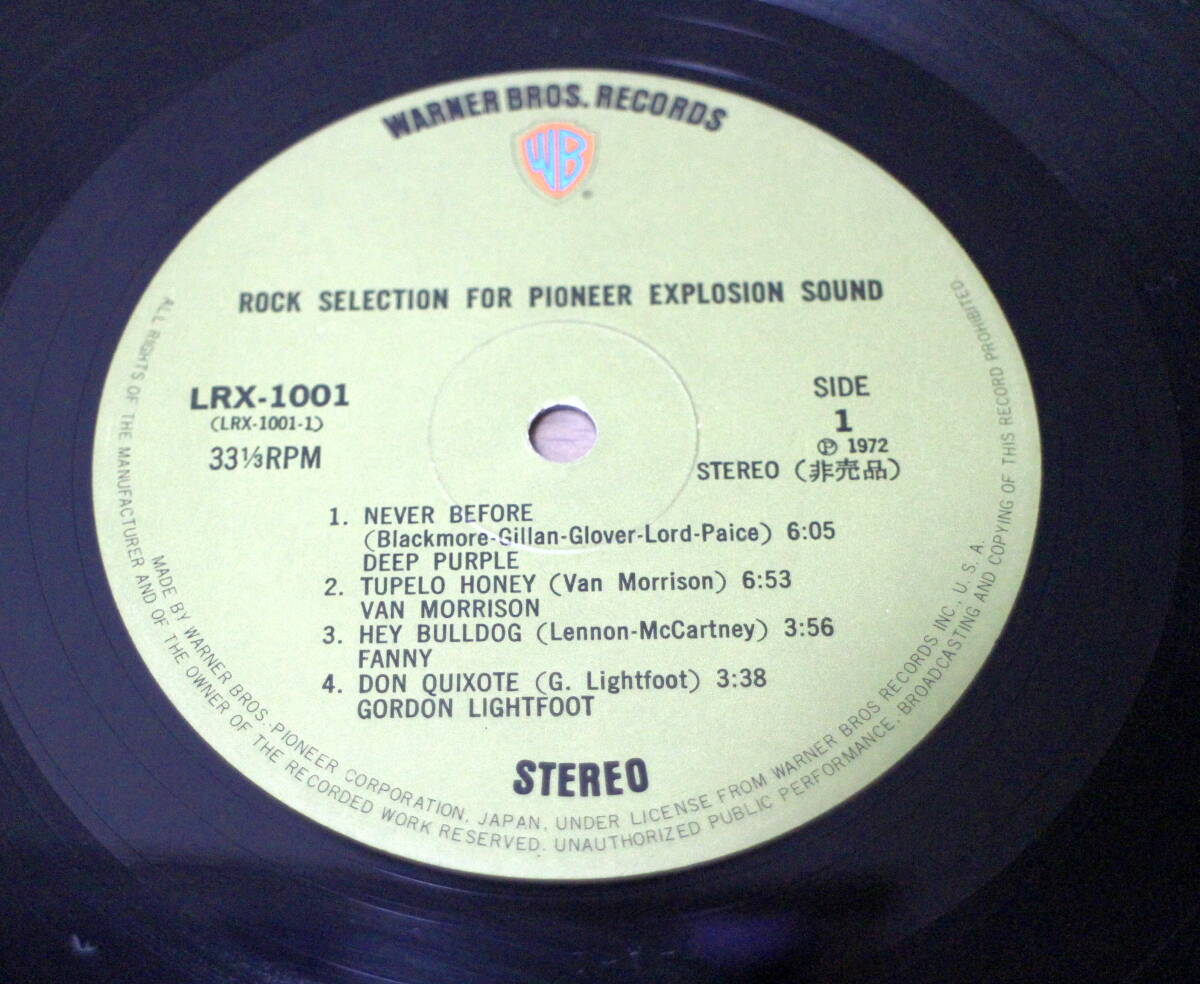 WARNER BROS. RECORDS
WB
ROCK SELECTION FOR PIONEER EXPLOSION SOUND
LRX-1001
(LRX-1001-1)
33⅓RPM
SIDE
1
Ⓟ 1972
STEREO (非売品)
1. NEVER BEFORE
(Blackmore-Gillan-Glover-Lord-Paice) 6:05
DEEP PURPLE
2. TUPELO HONEY (Van Morrison) 6:53
VAN MORRISON
3. HEY BULLDOG (Lennon-McCartney) 3:56
FANNY
4. DON QUIXOTE (G. Lightfoot) 3:38
GORDON LIGHTFOOT
STEREO
MADE BY WARNER BROS. PIONEER CORPORATION, JAPAN, UNDER LICENSE FROM WARNER BROS RECORDS INC., U. S. A.
ALL RIGHTS OF THE MANUFACTURER AND OF THE OWNER OF THE RECORDED WORK RESERVED. UNAUTHORIZED PUBLIC PERFORMANCE, BROADCASTING AND COPYING OF THIS RECORD PROHIBITED.